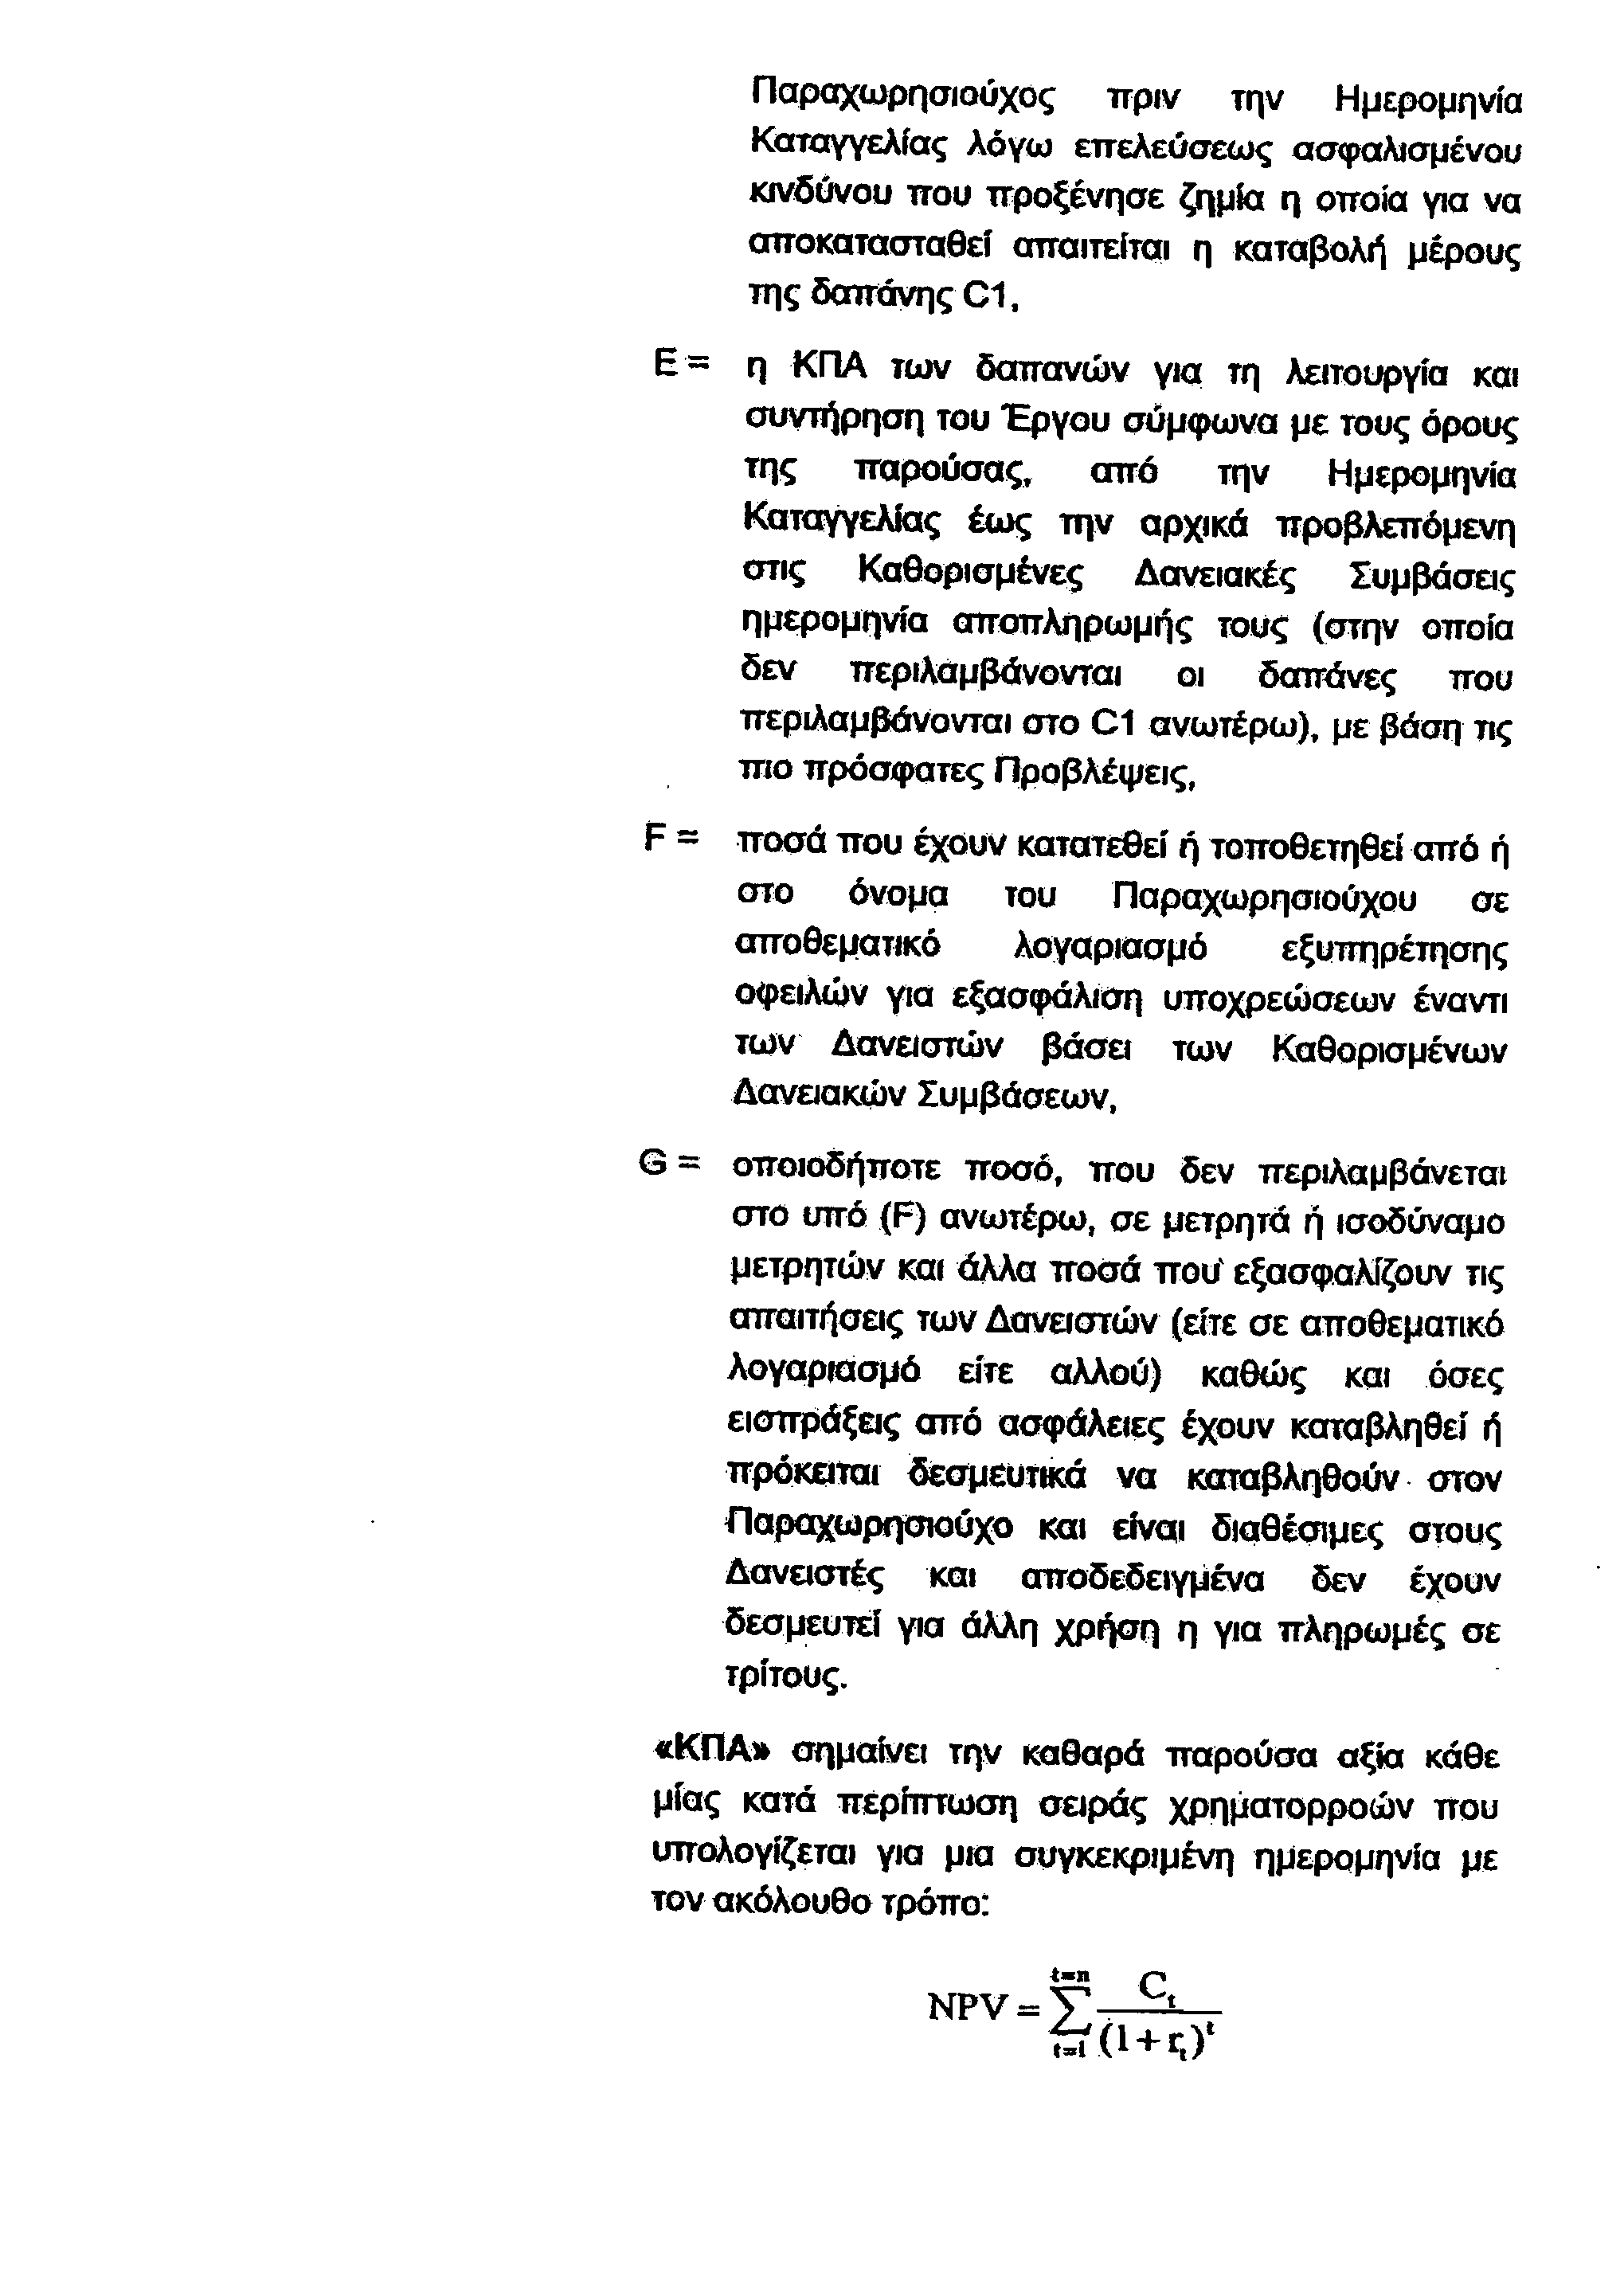 Παραχωρησιούχος πριν την Ημερομηνία
Καταγγελίας λόγω επελεύσεως ασφαλισμένου
κινδύνου που προξένησε ζημία η οποία για να
αποκατασταθεί απαιτείται η καταβολή μέρους
της δαπάνης C1,
E = η ΚΠΑ των δαπανών για τη λειτουργία και
συντήρηση του Έργου σύμφωνα με τους όρους
της παρούσας, από την Ημερομηνία
Καταγγελίας έως την αρχικά προβλεπόμενη
στις Καθορισμένες Δανειακές Συμβάσεις
ημερομηνία αποπληρωμής τους (στην οποία
δεν περιλαμβάνονται οι δαπάνες που
περιλαμβάνονται στο C1 ανωτέρω), με βάση τις
πιο πρόσφατες Προβλέψεις,
F = ποσά που έχουν κατατεθεί ή τοποθετηθεί από ή
στο όνομα του Παραχωρησιούχου σε
αποθεματικό λογαριασμό εξυπηρέτησης
οφειλών για εξασφάλιση υποχρεώσεων έναντι
των Δανειστών βάσει των Καθορισμένων
Δανειακών Συμβάσεων,
G = οποιοδήποτε ποσό, που δεν περιλαμβάνεται
στο υπό (F) ανωτέρω, σε μετρητά ή ισοδύναμο
μετρητών και άλλα ποσά που εξασφαλίζουν τις
απαιτήσεις των Δανειστών (είτε σε αποθεματικό
λογαριασμό είτε αλλού) καθώς και όσες
εισπράξεις από ασφάλειες έχουν καταβληθεί ή
πρόκειται δεσμευτικά να καταβληθούν στον
Παραχωρησιούχο και είναι διαθέσιμες στους
Δανειστές και αποδεδειγμένα δεν έχουν
δεσμευτεί για άλλη χρήση η για πληρωμές σε
τρίτους.
«ΚΠΑ» σημαίνει την καθαρά παρούσα αξία κάθε
μίας κατά περίπτωση σειράς χρηματορροών που
υπολογίζεται για μια συγκεκριμένη ημερομηνία με
τον ακόλουθο τρόπο:
t=n C_t
NPV = ∑
t=1 (1+r_t)^t